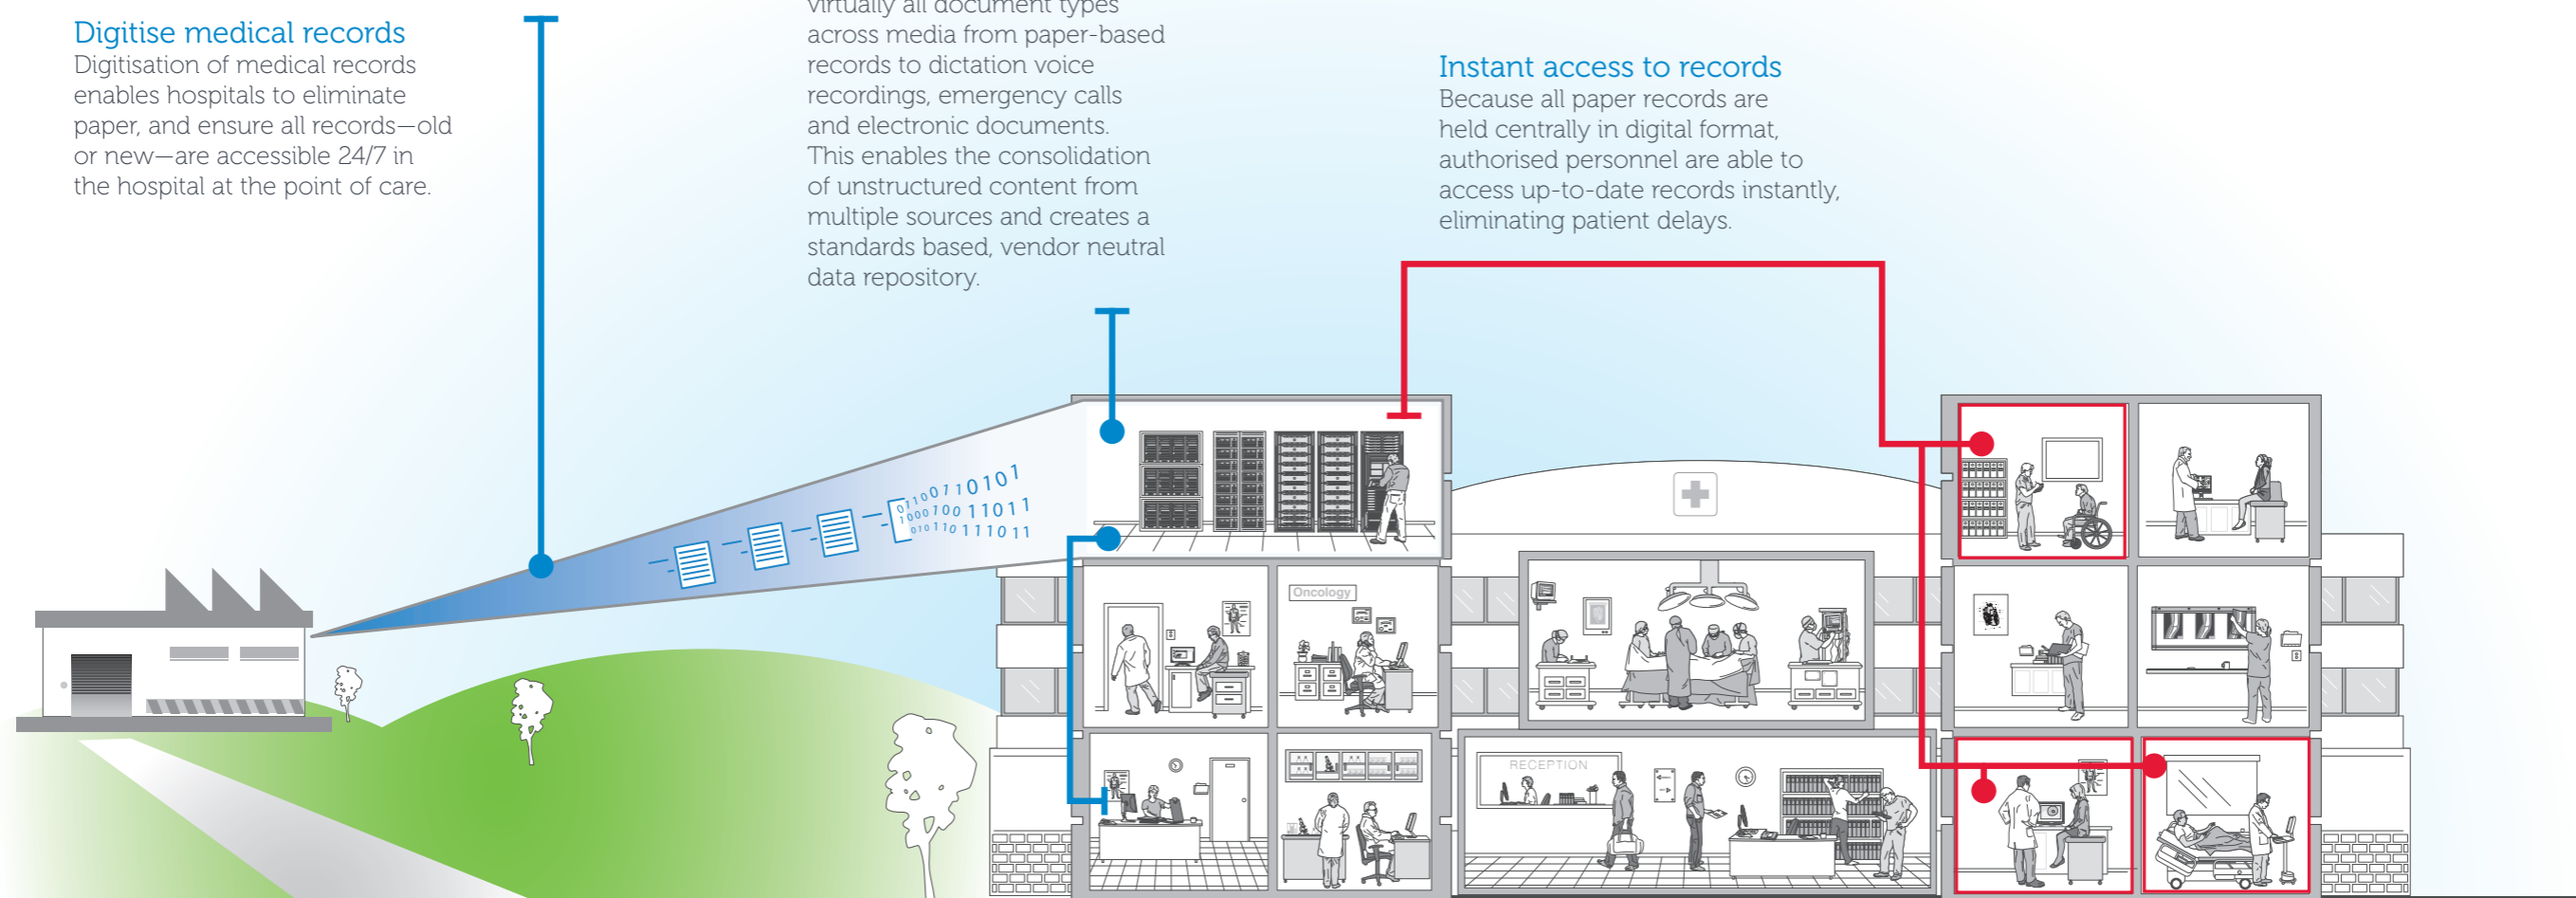 Digitise medical records
Digitisation of medical records
enables hospitals to eliminate
paper, and ensure all records—old
or new—are accessible 24/7 in
the hospital at the point of care.
virtually all document types
across media from paper-based
records to dictation voice
recordings, emergency calls
and electronic documents.
This enables the consolidation
of unstructured content from
multiple sources and creates a
standards based, vendor neutral
data repository.
Instant access to records
Because all paper records are
held centrally in digital format,
authorised personnel are able to
access up-to-date records instantly,
eliminating patient delays.
01100110101
1000100 11011
010110 111011
Oncology
RECEPTION